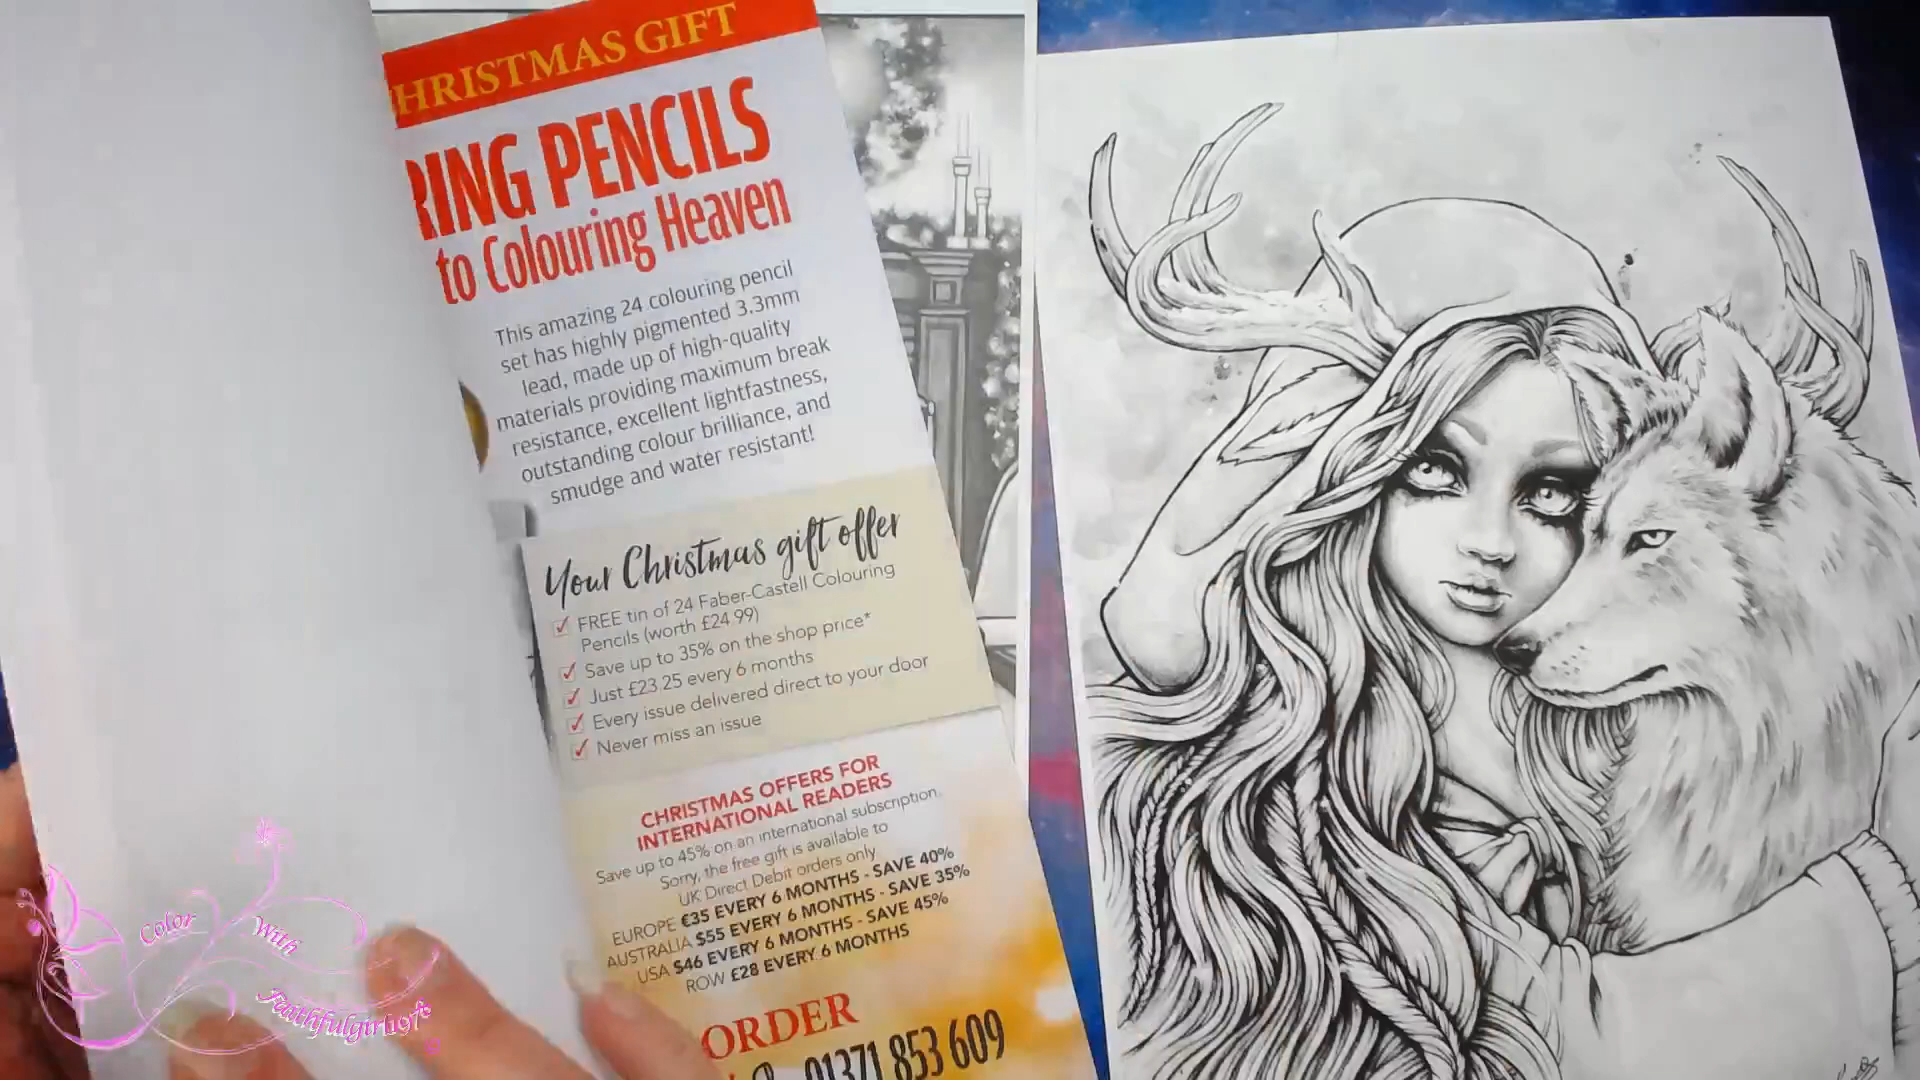 HRISTMAS GIFT
RING PENCILS
to Colouring Heaven
This amazing 24 colouring pencil
set has highly pigmented 3.3mm
lead, made up of high-quality
materials providing maximum break
resistance, excellent lightfastness,
outstanding colour brilliance, and
smudge and water resistant!
Your Christmas gift offer
FREE tin of 24 Faber-Castell Colouring
Pencils (worth £24.99)
Save up to 35% on the shop price*
Just £23.25 every 6 months
Every issue delivered direct to your door
Never miss an issue
CHRISTMAS OFFERS FOR
INTERNATIONAL READERS
Save up to 45% on an international subscription.
Sorry, the free gift is available to
UK Direct Debit orders only
EUROPE €35 EVERY 6 MONTHS - SAVE 40%
AUSTRALIA $55 EVERY 6 MONTHS - SAVE 35%
USA $46 EVERY 6 MONTHS - SAVE 45%
ROW £28 EVERY 6 MONTHS
ORDER
01371 853 609
Color With
Faithfulgirl1978